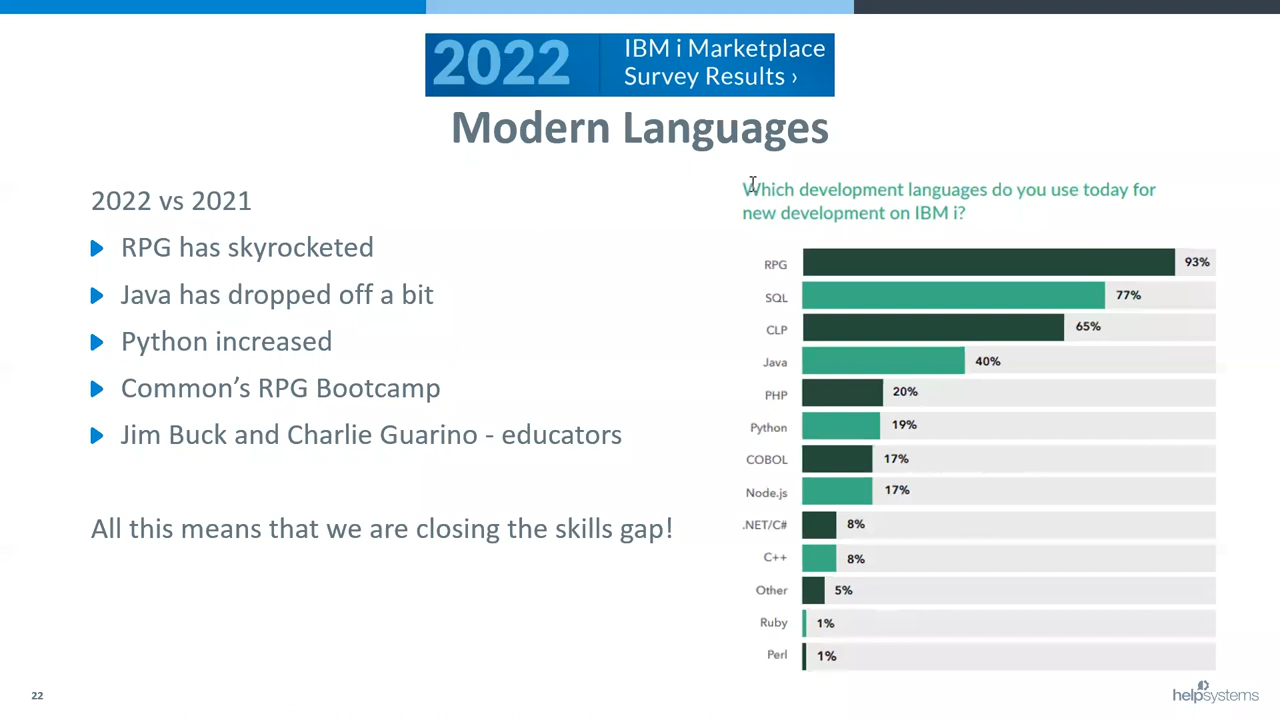 2022
IBM i Marketplace
Survey Results ›
Modern Languages
2022 vs 2021
RPG has skyrocketed
Java has dropped off a bit
Python increased
Common's RPG Bootcamp
Jim Buck and Charlie Guarino - educators
All this means that we are closing the skills gap!
Which development languages do you use today for
new development on IBM i?
RPG 93%
SQL 77%
CLP 65%
Java 40%
PHP 20%
Python 19%
COBOL 17%
Node.js 17%
.NET/C# 8%
C++ 8%
Other 5%
Ruby 1%
Perl 1%
22
helpsystems